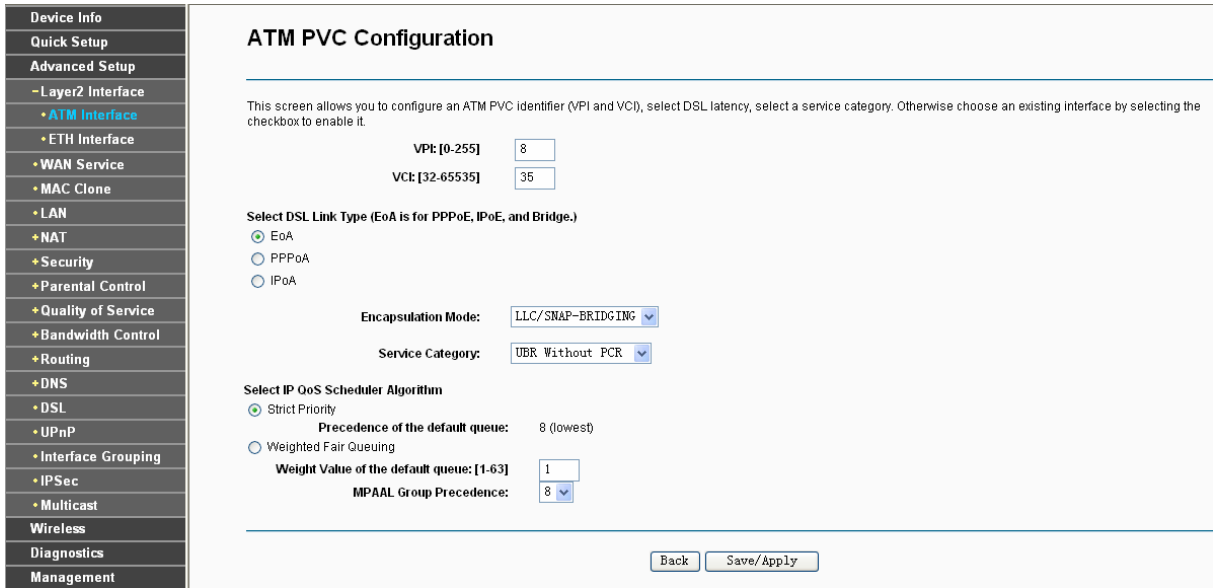 Device Info
Quick Setup
Advanced Setup
−Layer2 Interface
•ATM Interface
•ETH Interface
•WAN Service
•MAC Clone
•LAN
+NAT
+Security
+Parental Control
+Quality of Service
+Bandwidth Control
+Routing
+DNS
•DSL
•UPnP
•Interface Grouping
•IPSec
•Multicast
Wireless
Diagnostics
Management
ATM PVC Configuration
This screen allows you to configure an ATM PVC identifier (VPI and VCI), select DSL latency, select a service category. Otherwise choose an existing interface by selecting the
checkbox to enable it.
VPI: [0-255] 8
VCI: [32-65535] 35
Select DSL Link Type (EoA is for PPPoE, IPoE, and Bridge.)
EoA
PPPoA
IPoA
Encapsulation Mode: LLC/SNAP-BRIDGING
Service Category: UBR Without PCR
Select IP QoS Scheduler Algorithm
Strict Priority
Precedence of the default queue: 8 (lowest)
Weighted Fair Queuing
Weight Value of the default queue: [1-63] 1
MPAAL Group Precedence: 8
Back Save/Apply